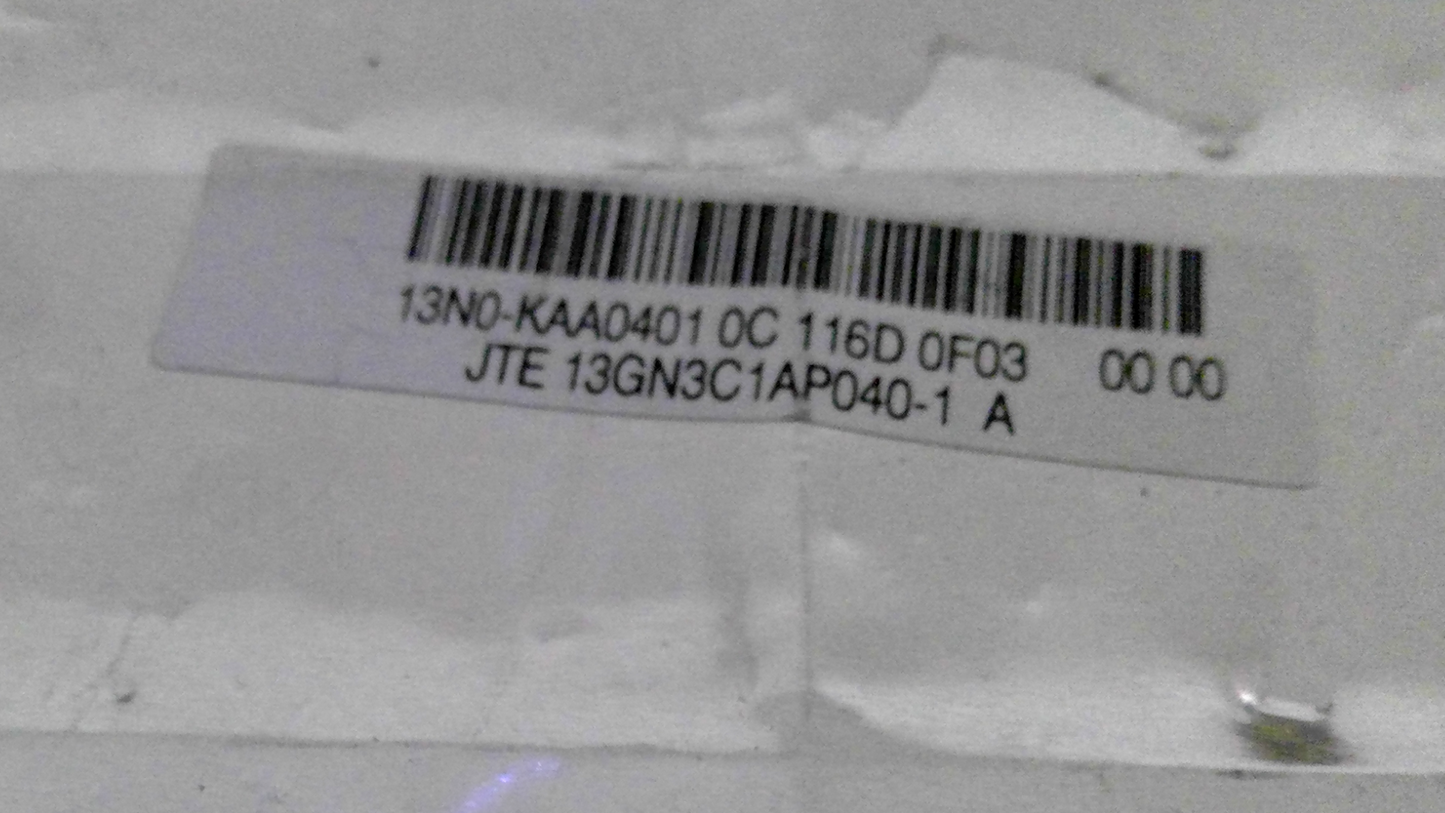 13N0-KAA0401 0C 116D 0F03 00 00
JTE 13GN3C1AP040-1 A